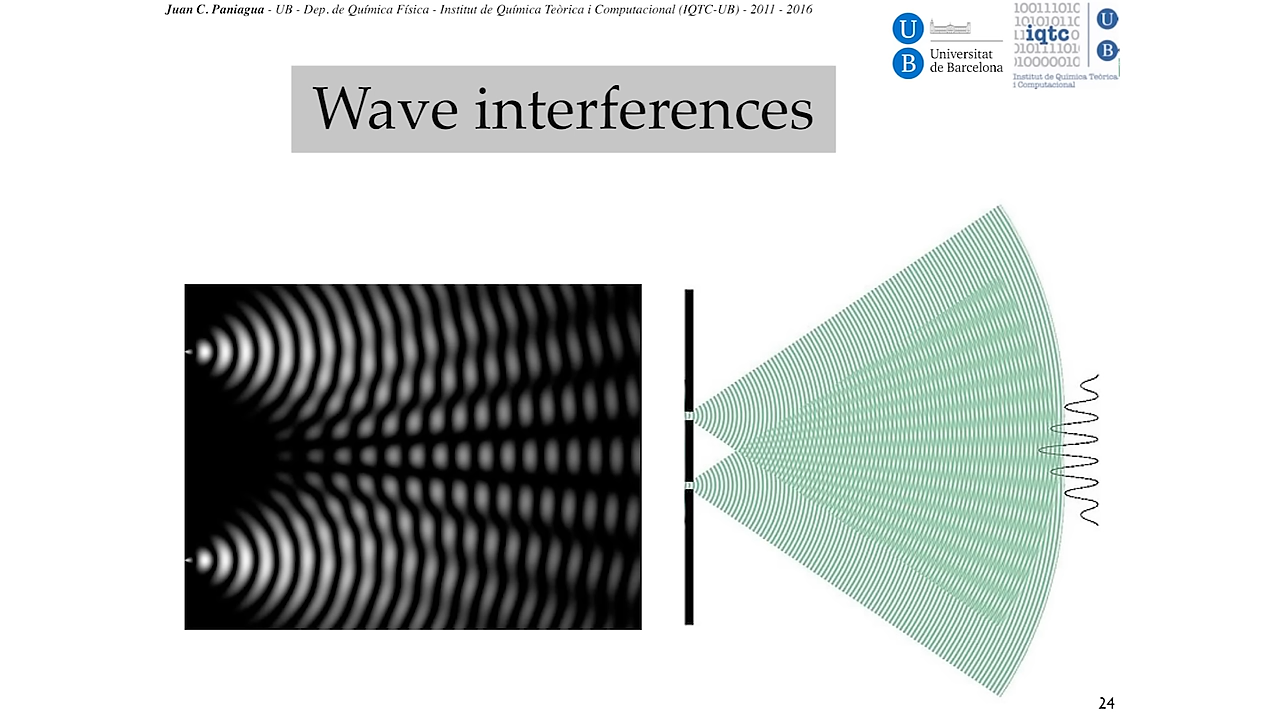 Juan C. Paniagua - UB - Dep. de Química Física - Institut de Química Teòrica i Computacional (IQTC-UB) - 2011 - 2016
U
B
Universitat
de Barcelona
iqtc
U
B
Institut de Química Teòrica
i Computacional
Wave interferences
24